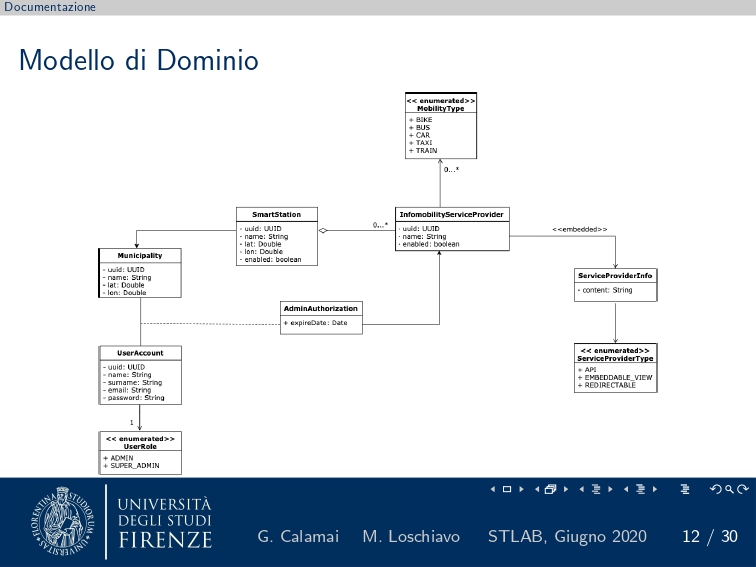 Documentazione
Modello di Dominio
<< enumerated>>
MobilityType
+ BIKE
+ BUS
+ CAR
+ TAXI
+ TRAIN
0...*
SmartStation
- uuid: UUID
- name: String
- lat: Double
- lon: Double
- enabled: boolean
0...*
InfomobilityServiceProvider
- uuid: UUID
- name: String
- enabled: boolean
<<embedded>>
Municipality
- uuid: UUID
- name: String
- lat: Double
- lon: Double
ServiceProviderInfo
- content: String
AdminAuthorization
+ expireDate: Date
UserAccount
- uuid: UUID
- name: String
- surname: String
- email: String
- password: String
<< enumerated>>
ServiceProviderType
+ API
+ EMBEDDABLE_VIEW
+ REDIRECTABLE
1
<< enumerated>>
UserRole
+ ADMIN
+ SUPER_ADMIN
UNIVERSITÀ
DEGLI STUDI
FIRENZE
G. Calamai M. Loschiavo STLAB, Giugno 2020 12 / 30